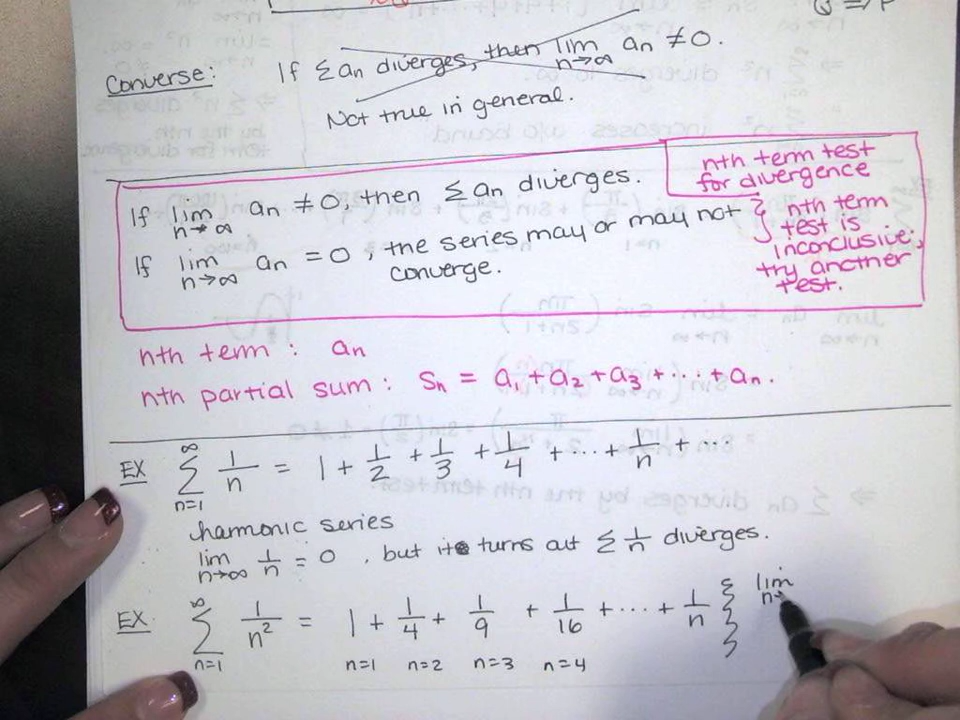 Converse: If Σ an diverges, then lim n→∞ an ≠ 0.
Not true in general.
nth term test
for divergence
If lim n→∞ an ≠ 0, then Σ an diverges.
If lim n→∞ an = 0, the series may or may not
converge.
} nth term
test is
inconclusive,
try another
test.
nth term : an
nth partial sum : Sn = a1 + a2 + a3 + ... + an.
EX ∞ Σ n=1 1/n = 1 + 1/2 + 1/3 + 1/4 + ... + 1/n + ...
harmonic series
lim n→∞ 1/n = 0, but it turns out Σ 1/n diverges.
EX ∞ Σ n=1 1/n² = 1 + 1/4 + 1/9 + 1/16 + ... + 1/n } lim n→
n=1 n=2 n=3 n=4